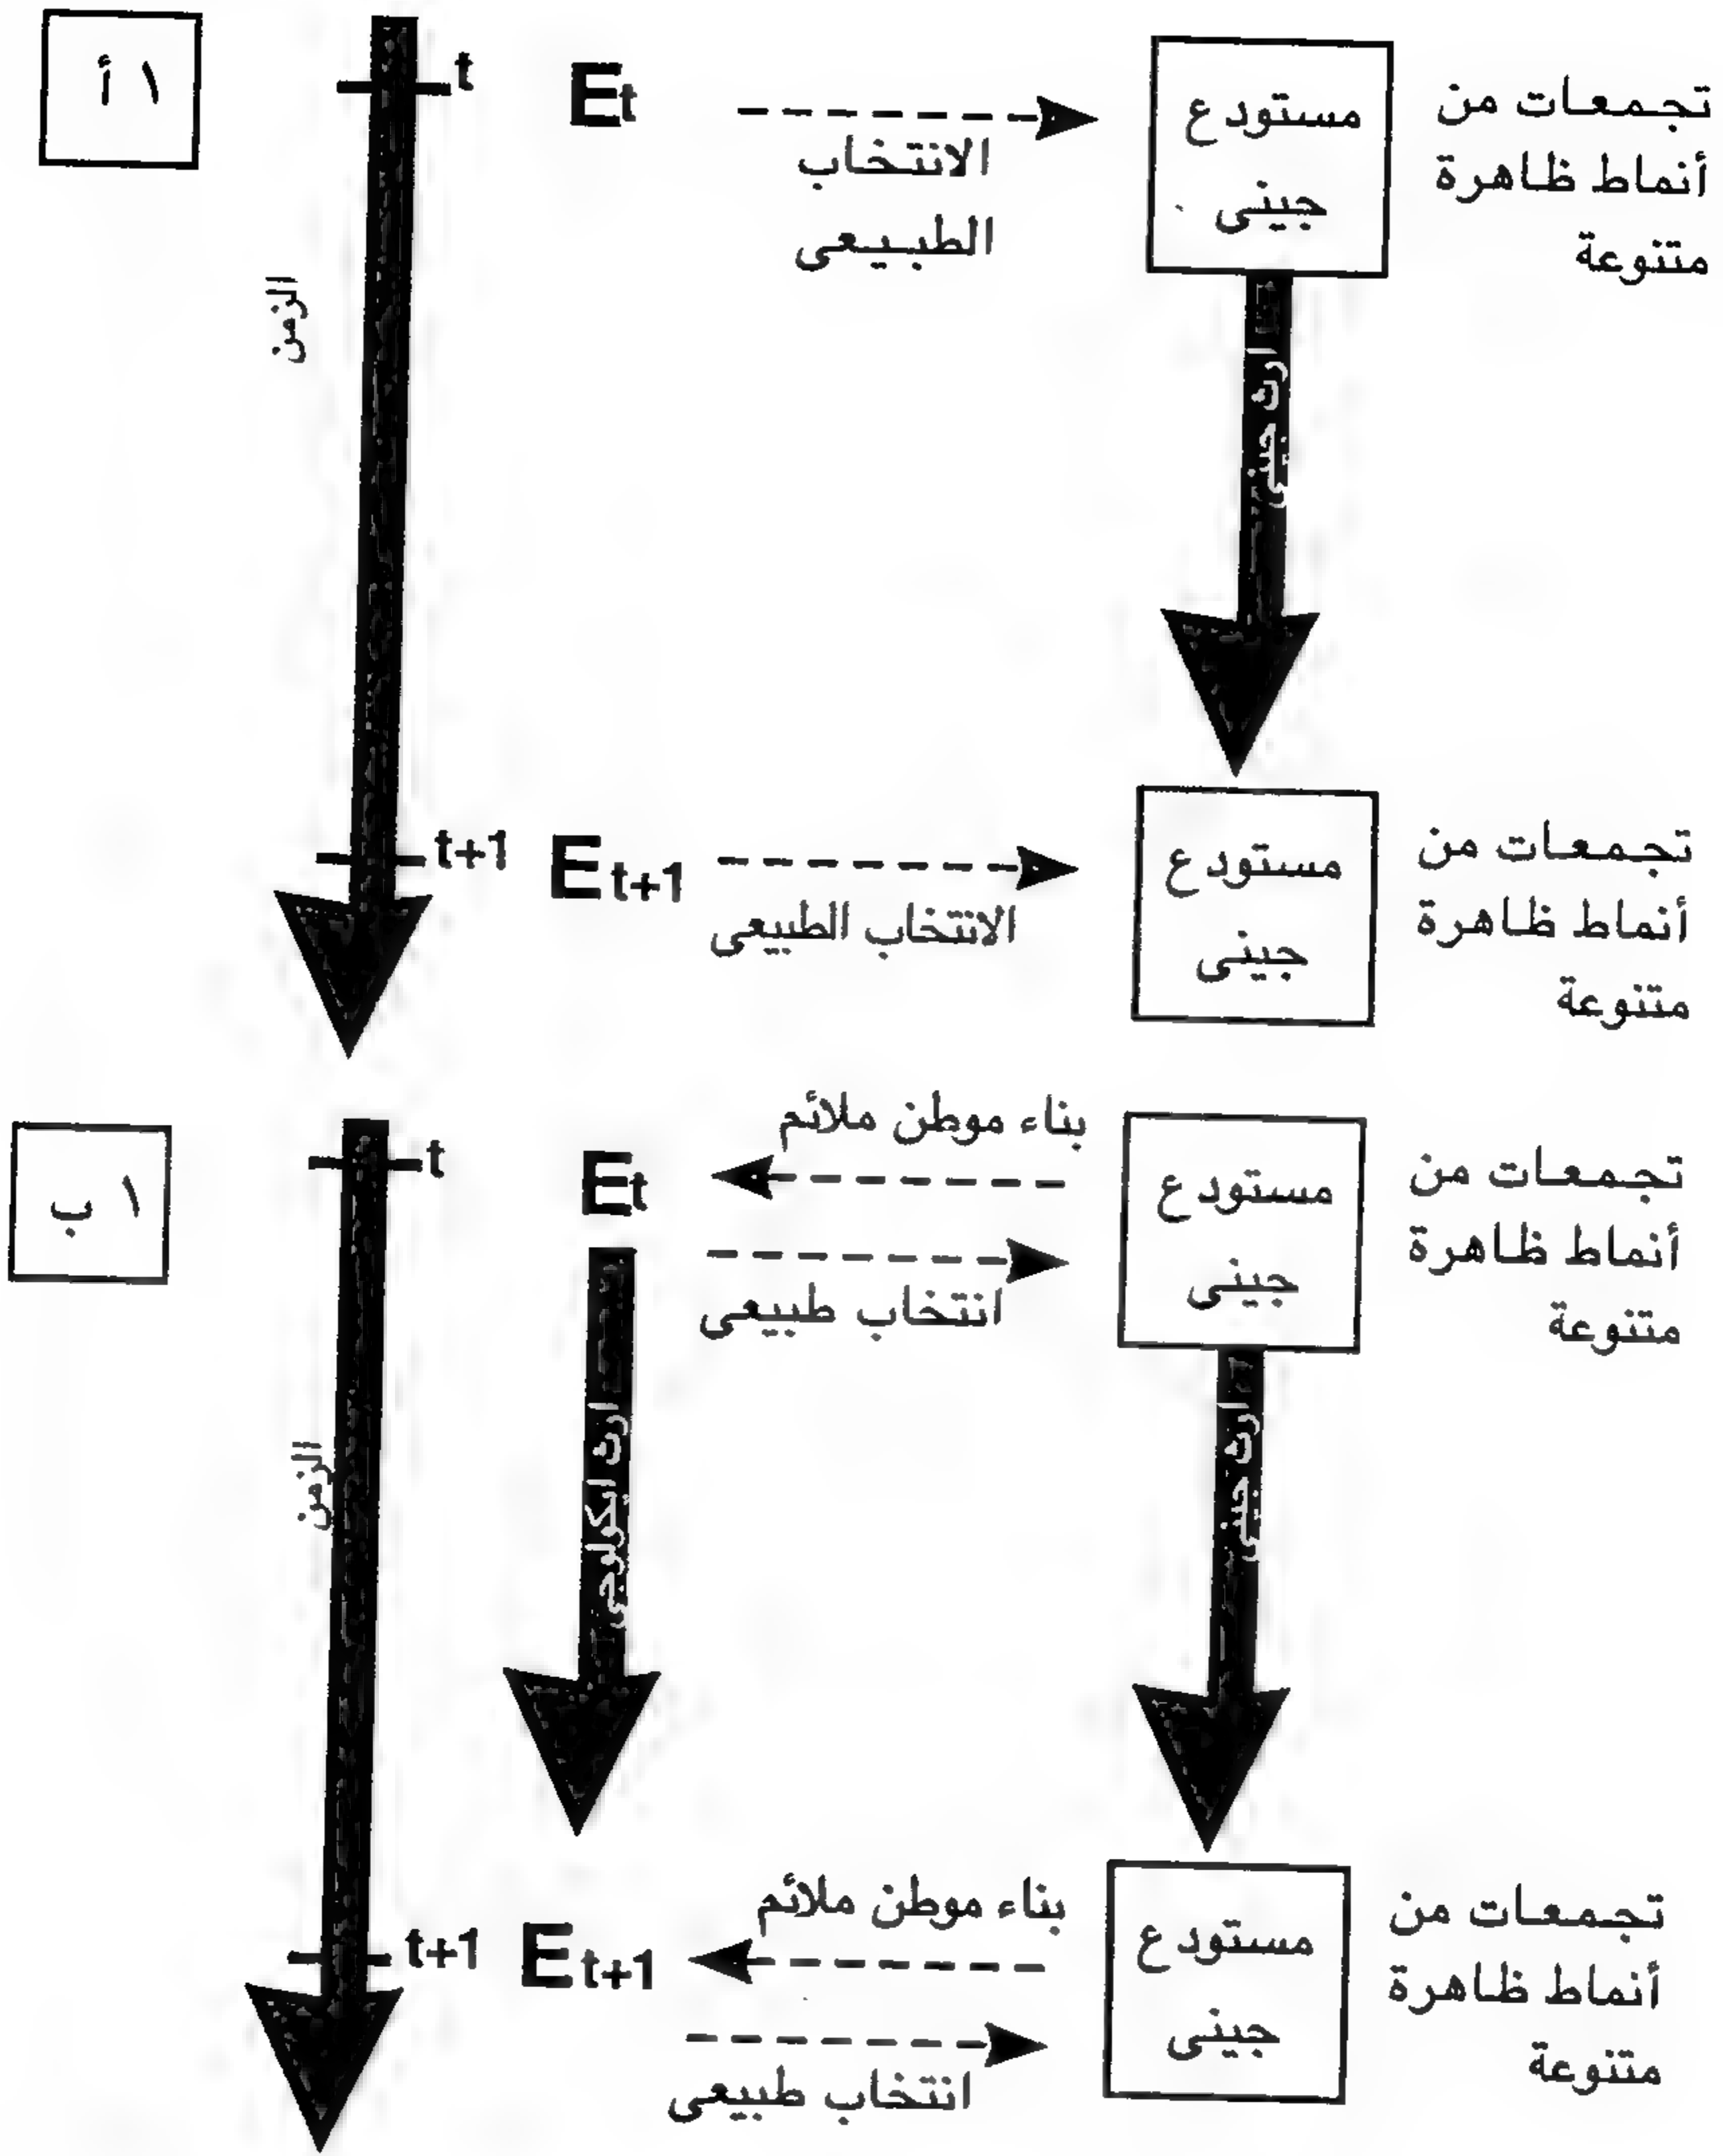 ١ أ
t
Et
الانتخاب
الطبيعى
مستودع
جينى
تجمعات من
أنماط ظاهرة
متنوعة
الزمن
ارث جينى
t+1
Et+1
الانتخاب الطبيعى
مستودع
جينى
تجمعات من
أنماط ظاهرة
متنوعة
١ ب
t
Et
بناء موطن ملائم
انتخاب طبيعى
مستودع
جينى
تجمعات من
أنماط ظاهرة
متنوعة
الزمن
ارث ايكولوجى
ارث جينى
t+1
Et+1
بناء موطن ملائم
انتخاب طبيعى
مستودع
جينى
تجمعات من
أنماط ظاهرة
متنوعة